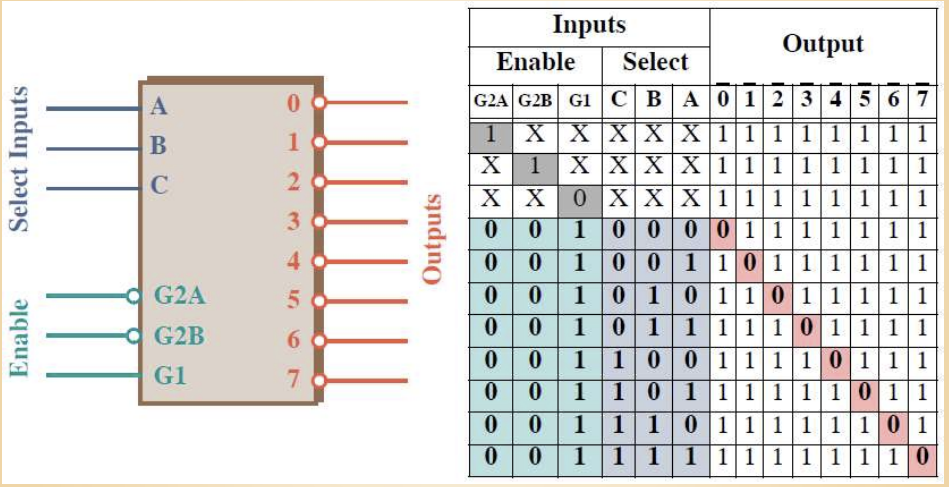 Select Inputs
Enable
A
B
C
G2A
G2B
G1
0
1
2
3
4
5
6
7
Outputs
Inputs
Output
Enable Select
G2A G2B G1 C B A 0̅ 1̅ 2̅ 3̅ 4̅ 5̅ 6̅ 7̅
1 X X X X X 1 1 1 1 1 1 1 1
X 1 X X X X 1 1 1 1 1 1 1 1
X X 0 X X X 1 1 1 1 1 1 1 1
0 0 1 0 0 0 0 1 1 1 1 1 1 1
0 0 1 0 0 1 1 0 1 1 1 1 1 1
0 0 1 0 1 0 1 1 0 1 1 1 1 1
0 0 1 0 1 1 1 1 1 0 1 1 1 1
0 0 1 1 0 0 1 1 1 1 0 1 1 1
0 0 1 1 0 1 1 1 1 1 1 0 1 1
0 0 1 1 1 0 1 1 1 1 1 1 0 1
0 0 1 1 1 1 1 1 1 1 1 1 1 0